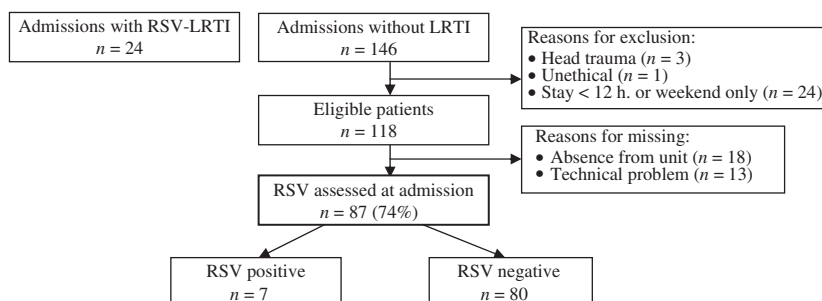 Admissions with RSV-LRTI
n = 24
Admissions without LRTI
n = 146
Reasons for exclusion:
• Head trauma (n = 3)
• Unethical (n = 1)
• Stay < 12 h. or weekend only (n = 24)
Eligible patients
n = 118
Reasons for missing:
• Absence from unit (n = 18)
• Technical problem (n = 13)
RSV assessed at admission
n = 87 (74%)
RSV positive
n = 7
RSV negative
n = 80